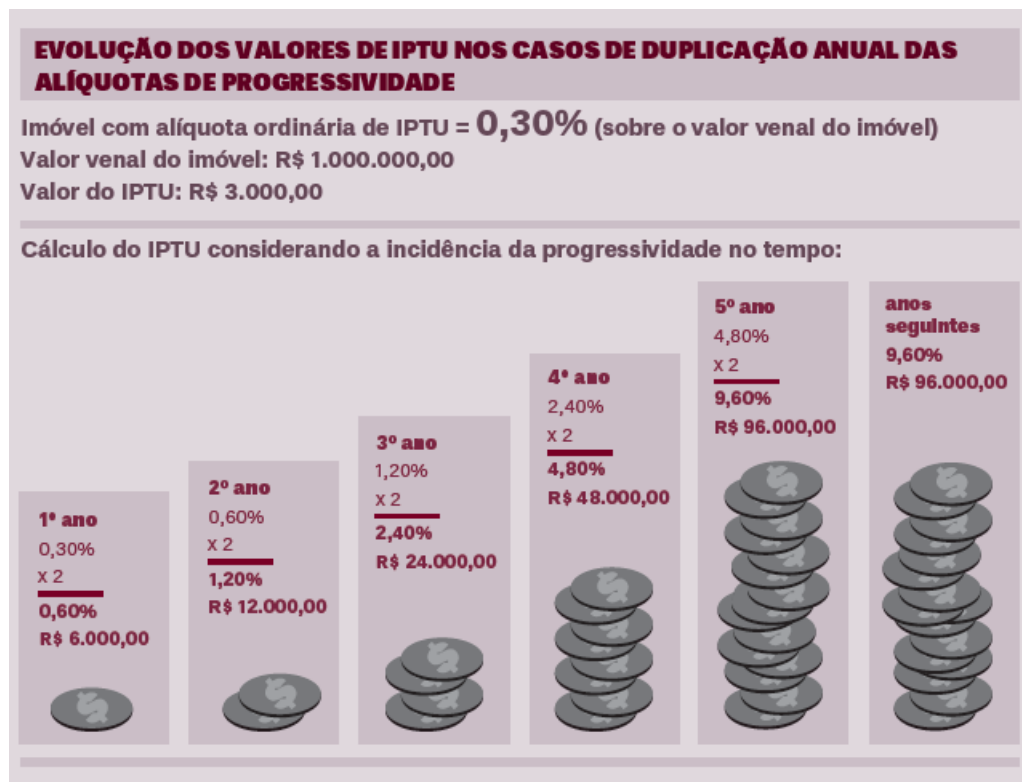 EVOLUÇÃO DOS VALORES DE IPTU NOS CASOS DE DUPLICAÇÃO ANUAL DAS
ALÍQUOTAS DE PROGRESSIVIDADE
Imóvel com alíquota ordinária de IPTU = 0,30% (sobre o valor venal do imóvel)
Valor venal do imóvel: R$ 1.000.000,00
Valor do IPTU: R$ 3.000,00
Cálculo do IPTU considerando a incidência da progressividade no tempo:
1º ano
0,30%
x 2
0,60%
R$ 6.000,00
2º ano
0,60%
x 2
1,20%
R$ 12.000,00
3º ano
1,20%
x 2
2,40%
R$ 24.000,00
4º ano
2,40%
x 2
4,80%
R$ 48.000,00
5º ano
4,80%
x 2
9,60%
R$ 96.000,00
anos
seguintes
9,60%
R$ 96.000,00